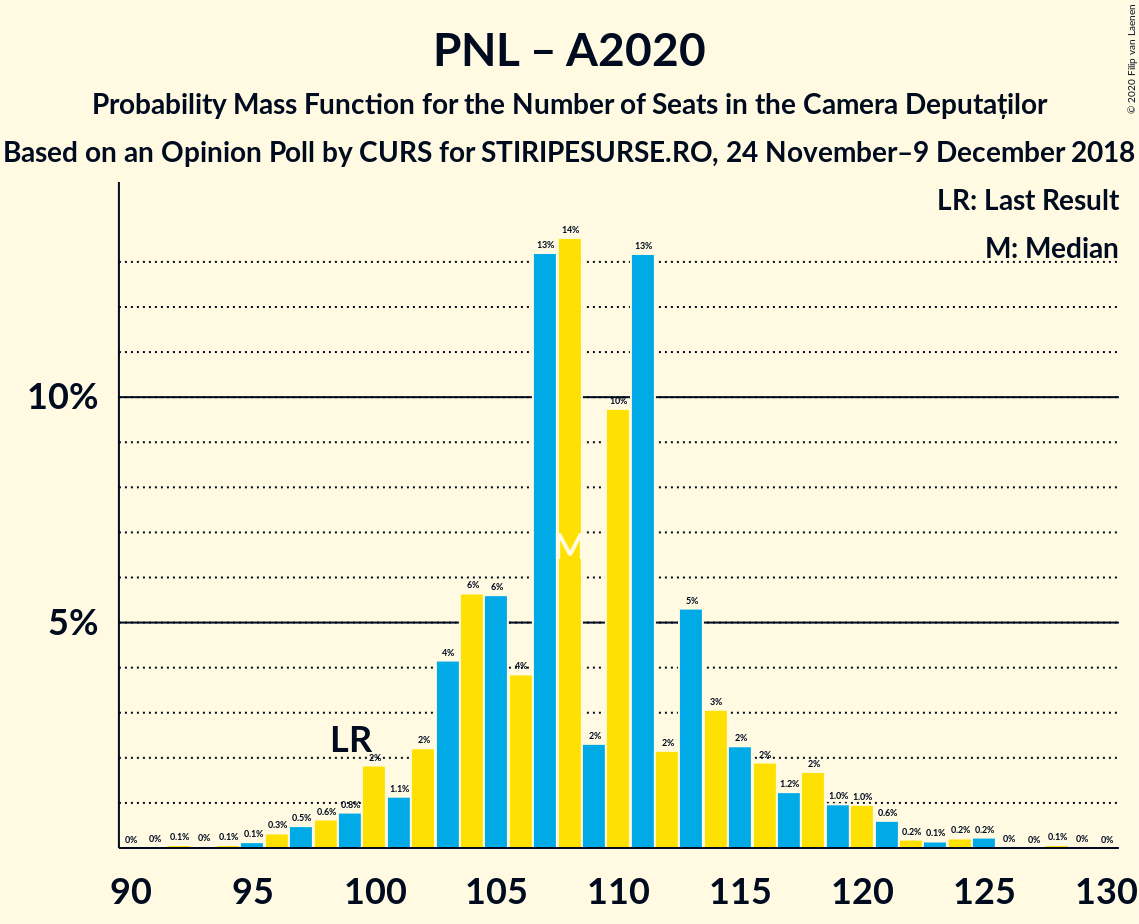 PNL – A2020
Probability Mass Function for the Number of Seats in the Camera Deputaților
Based on an Opinion Poll by CURS for STIRIPESURSE.RO, 24 November–9 December 2018
© 2020 Filip van Laenen
LR: Last Result
M: Median
10%
5%
0% 0% 0.1% 0% 0.1% 0.1% 0.3% 0.5% 0.6% 0.8% 2% 1.1% 2% 4% 6% 6% 4% 13% 14% 2% 10% 13% 2% 5% 3% 2% 2% 1.2% 2% 1.0% 1.0% 0.6% 0.2% 0.1% 0.2% 0.2% 0% 0% 0.1% 0% 0%
LR
M
90 95 100 105 110 115 120 125 130